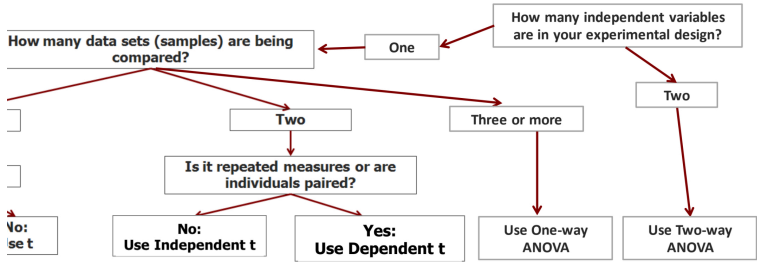 How many independent variables
are in your experimental design?
How many data sets (samples) are being
compared?
One
Two
Two
Three or more
Is it repeated measures or are
individuals paired?
No:
Use t
No:
Use Independent t
Yes:
Use Dependent t
Use One-way
ANOVA
Use Two-way
ANOVA